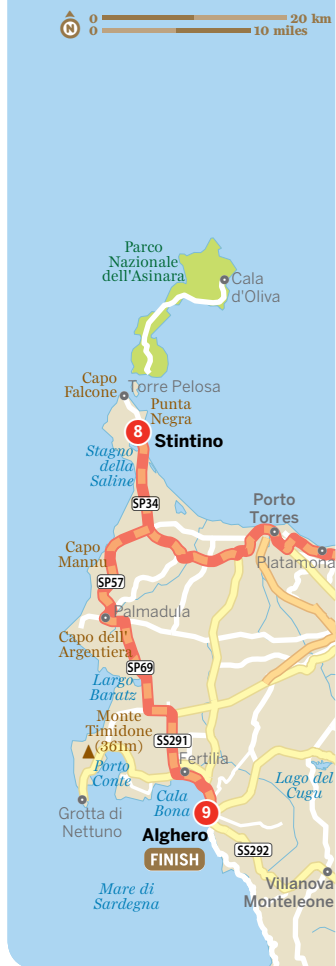 N
0 20 km
0 10 miles
Parco
Nazionale
dell'Asinara
Cala
d'Oliva
Capo
Falcone
Torre Pelosa
Punta
Negra
8
Stintino
Stagno
della
Saline
SP34
Porto
Torres
Platamona
Capo
Mannu
SP57
Palmadula
Capo dell'
Argentiera
SP69
Largo
Baratz
Monte
Timidone
(361m)
SS291
Porto
Conte
Fertilia
Lago del
Cugu
Grotta di
Nettuno
Cala
Bona
9
Alghero
FINISH
SS292
Villanova
Monteleone
Mare di
Sardegna